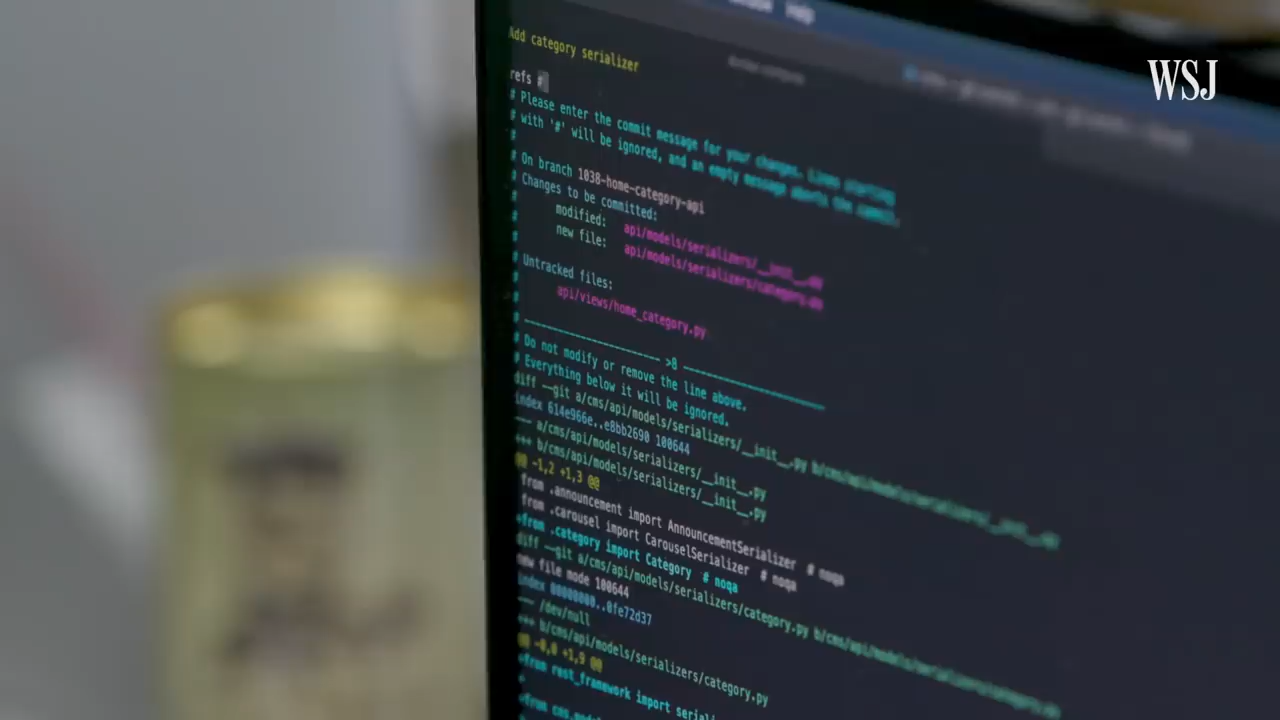 Help
WSJ
Add category serializer
refs #
# Please enter the commit message for your changes. Lines starting
# with '#' will be ignored, and an empty message aborts the commit.
#
# On branch 1038-home-category-api
# Changes to be committed:
# modified: api/models/serializers/__init__.py
# new file: api/models/serializers/category.py
#
# Untracked files:
# api/views/home_category.py
#
# ------------------------ >8 ------------------------
# Do not modify or remove the line above.
# Everything below it will be ignored.
diff --git a/cms/api/models/serializers/__init__.py b/cms/api/models/serializers/__init__.py
index 614e966e..e8bb2690 100644
--- a/cms/api/models/serializers/__init__.py
+++ b/cms/api/models/serializers/__init__.py
@@ -1,2 +1,3 @@
from .announcement import AnnouncementSerializer # noqa
from .carousel import CarouselSerializer # noqa
+from .category import Category # noqa
diff --git a/cms/api/models/serializers/category.py b/cms/api/models/serializers/category.py
new file mode 100644
index 00000000..0fe72d37
--- /dev/null
+++ b/cms/api/models/serializers/category.py
@@ -0,0 +1,9 @@
+from rest_framework import seriali
+
+from cms.